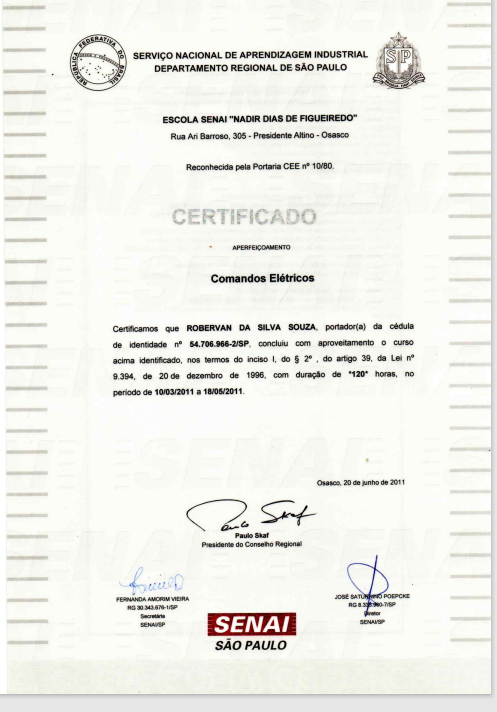 REPÚBLICA FEDERATIVA DO BRASIL
SP
SERVIÇO NACIONAL DE APRENDIZAGEM INDUSTRIAL
DEPARTAMENTO REGIONAL DE SÃO PAULO
ESCOLA SENAI "NADIR DIAS DE FIGUEIREDO"
Rua Ari Barroso, 305 - Presidente Altino - Osasco
Reconhecida pela Portaria CEE nº 10/80.
CERTIFICADO
APERFEIÇOAMENTO
Comandos Elétricos
Certificamos que ROBERVAN DA SILVA SOUZA, portador(a) da cédula
de identidade nº 54.706.966-2/SP, concluiu com aproveitamento o curso
acima identificado, nos termos do inciso I, do § 2º , do artigo 39, da Lei nº
9.394, de 20 de dezembro de 1996, com duração de *120* horas, no
período de 10/03/2011 a 18/05/2011.
Osasco, 20 de junho de 2011
Paulo Skaf
Paulo Skaf
Presidente do Conselho Regional
FERNANDA AMORIM VIEIRA
RG 30.343.676-1/SP
Secretária
SENAI/SP
JOSÉ SATURNINO POEPCKE
Diretor
SENAI/SP
SENAI
SÃO PAULO